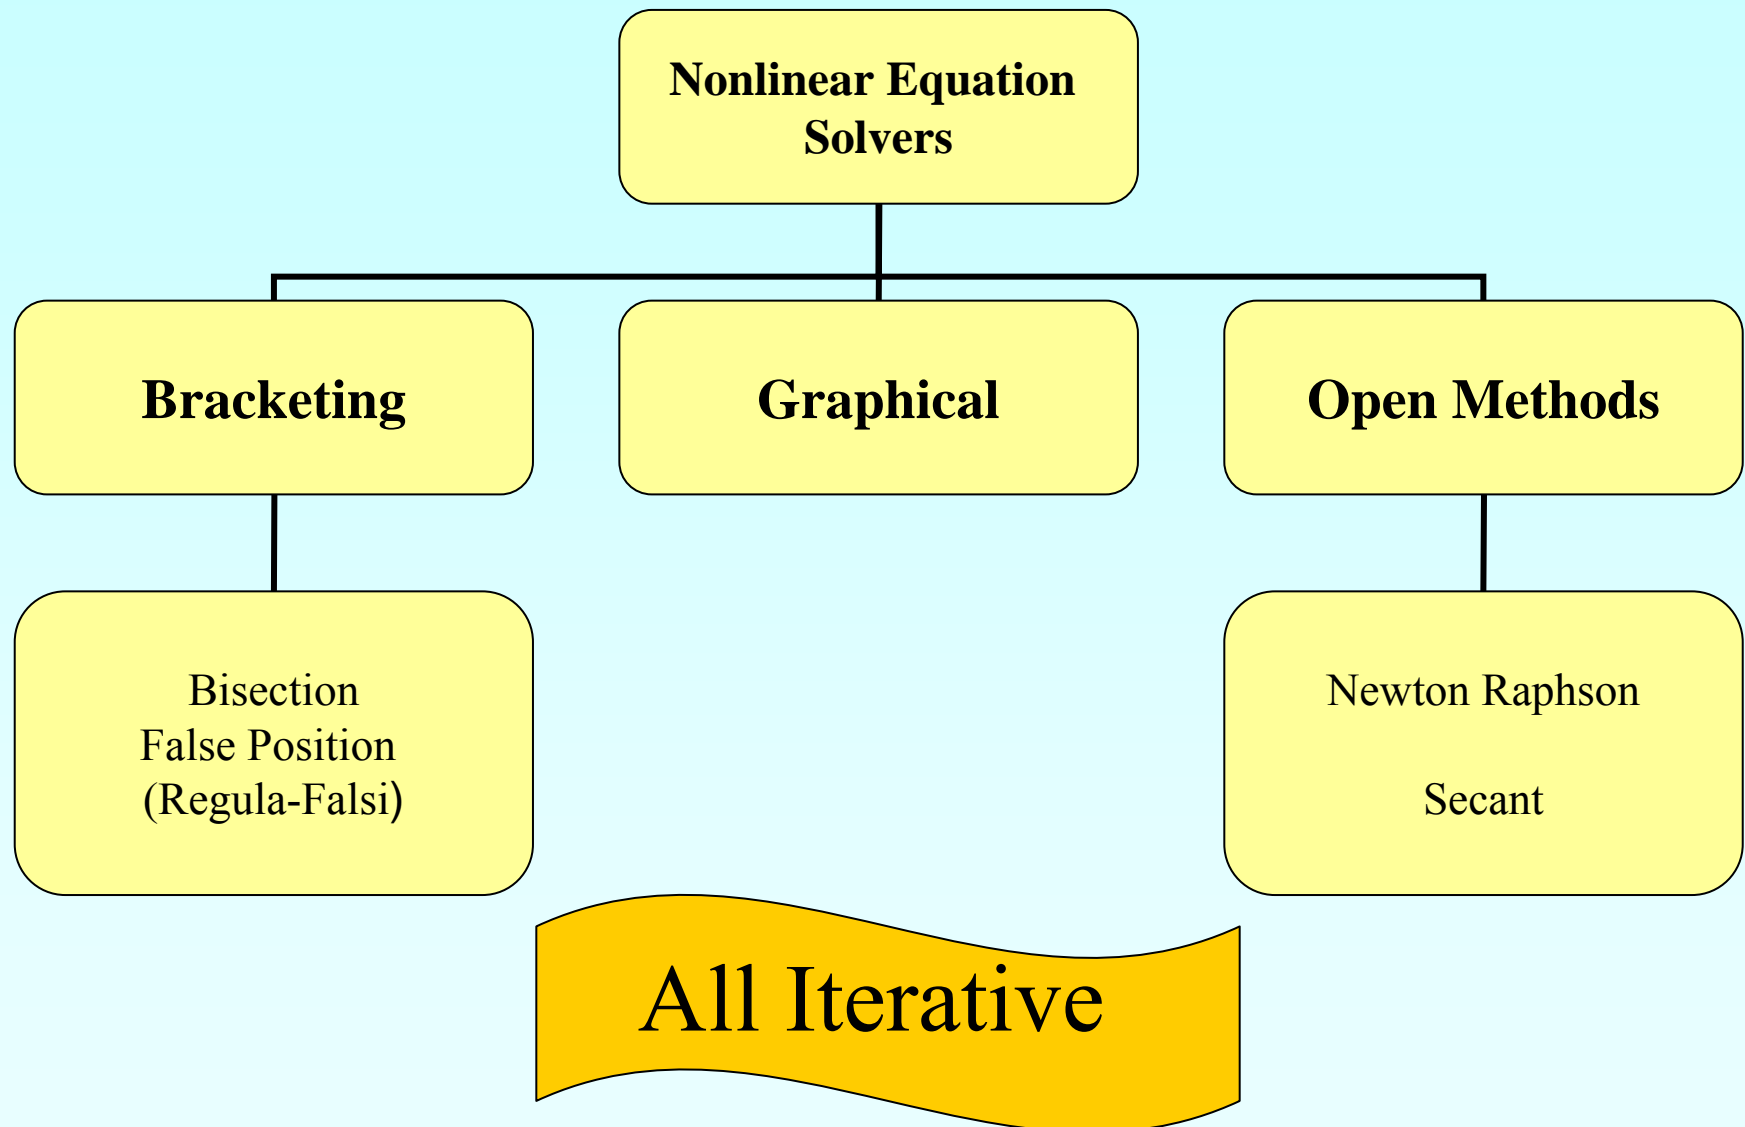 Nonlinear Equation
Solvers
Bracketing
Graphical
Open Methods
Bisection
False Position
(Regula-Falsi)
Newton Raphson
Secant
All Iterative